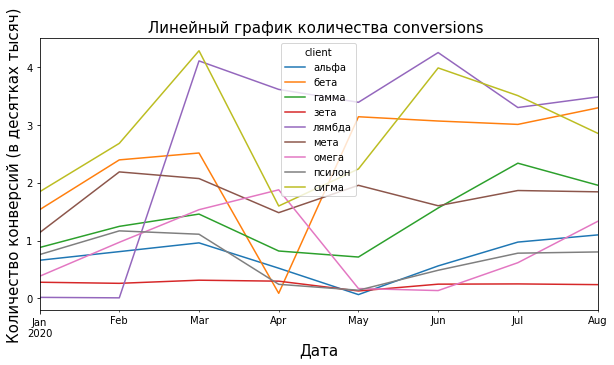 Линейный график количества conversions
Количество конверсий (в десятках тысяч)
4
3
2
1
0
client
альфа
бета
гамма
зета
лямбда
мета
омега
псилон
сигма
Jan
2020
Feb
Mar
Apr
May
Jun
Jul
Aug
Дата